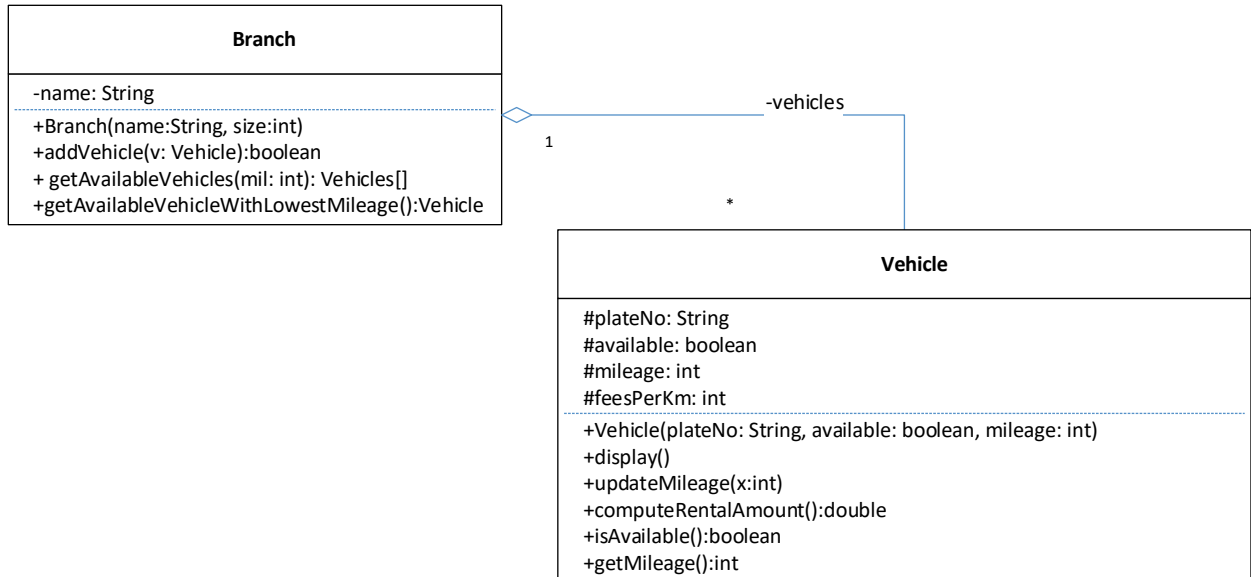 Branch
-name: String
+Branch(name:String, size:int)
+addVehicle(v: Vehicle):boolean
+ getAvailableVehicles(mil: int): Vehicles[]
+getAvailableVehicleWithLowestMileage():Vehicle
-vehicles
1
*
Vehicle
#plateNo: String
#available: boolean
#mileage: int
#feesPerKm: int
+Vehicle(plateNo: String, available: boolean, mileage: int)
+display()
+updateMileage(x:int)
+computeRentalAmount():double
+isAvailable():boolean
+getMileage():int